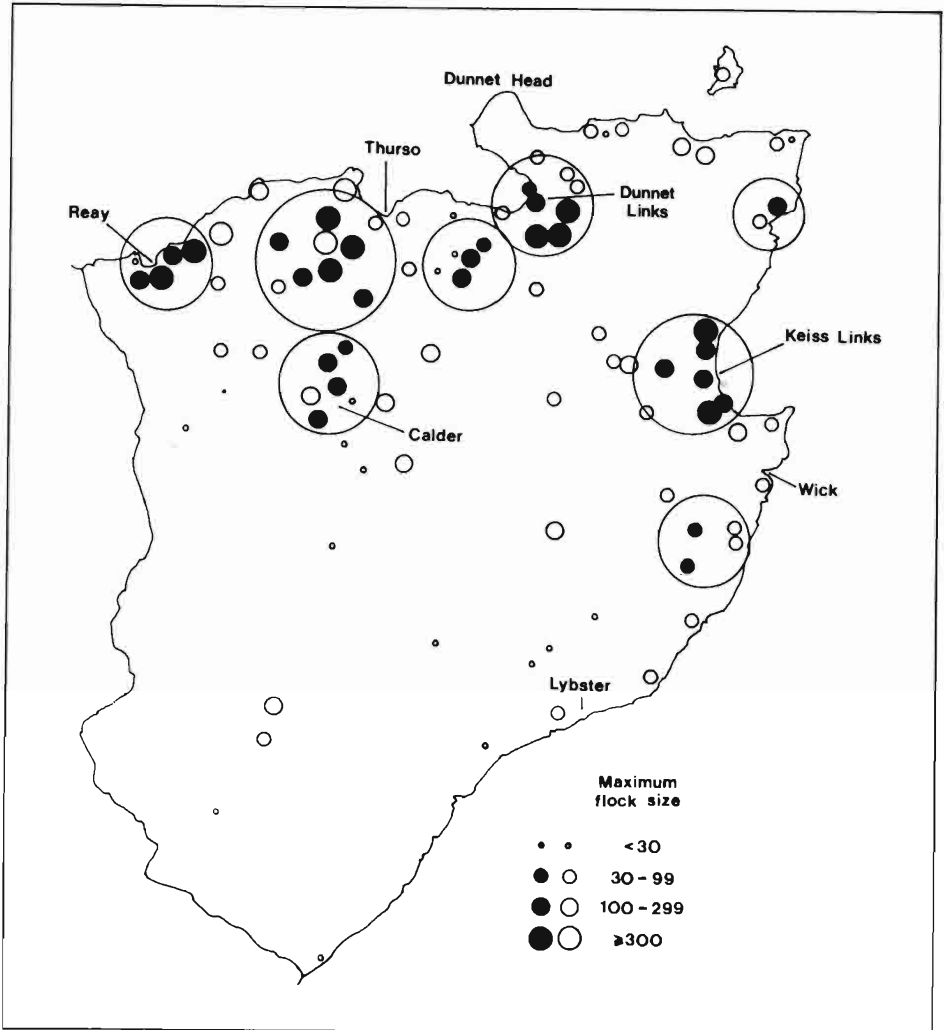 Dunnet Head
Thurso
Dunnet
Links
Reay
Keiss Links
Calder
Wick
Lybster
Maximum
flock size
<30
30-99
100-299
⩾300